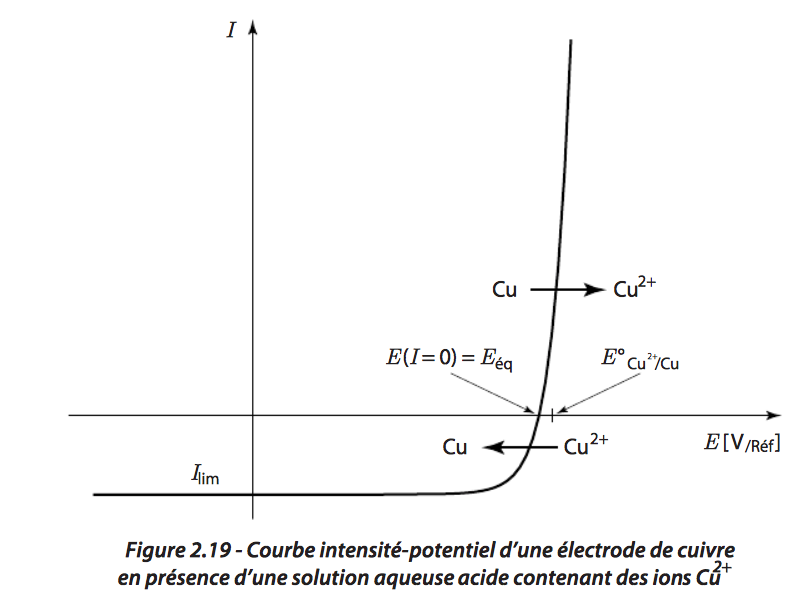 I
Cu → Cu²⁺
E(I=0) = Eéq
E° Cu²⁺/Cu
Cu ← Cu²⁺
E [V/Réf]
Ilim
Figure 2.19 - Courbe intensité-potentiel d’une électrode de cuivre
en présence d’une solution aqueuse acide contenant des ions Cu²⁺